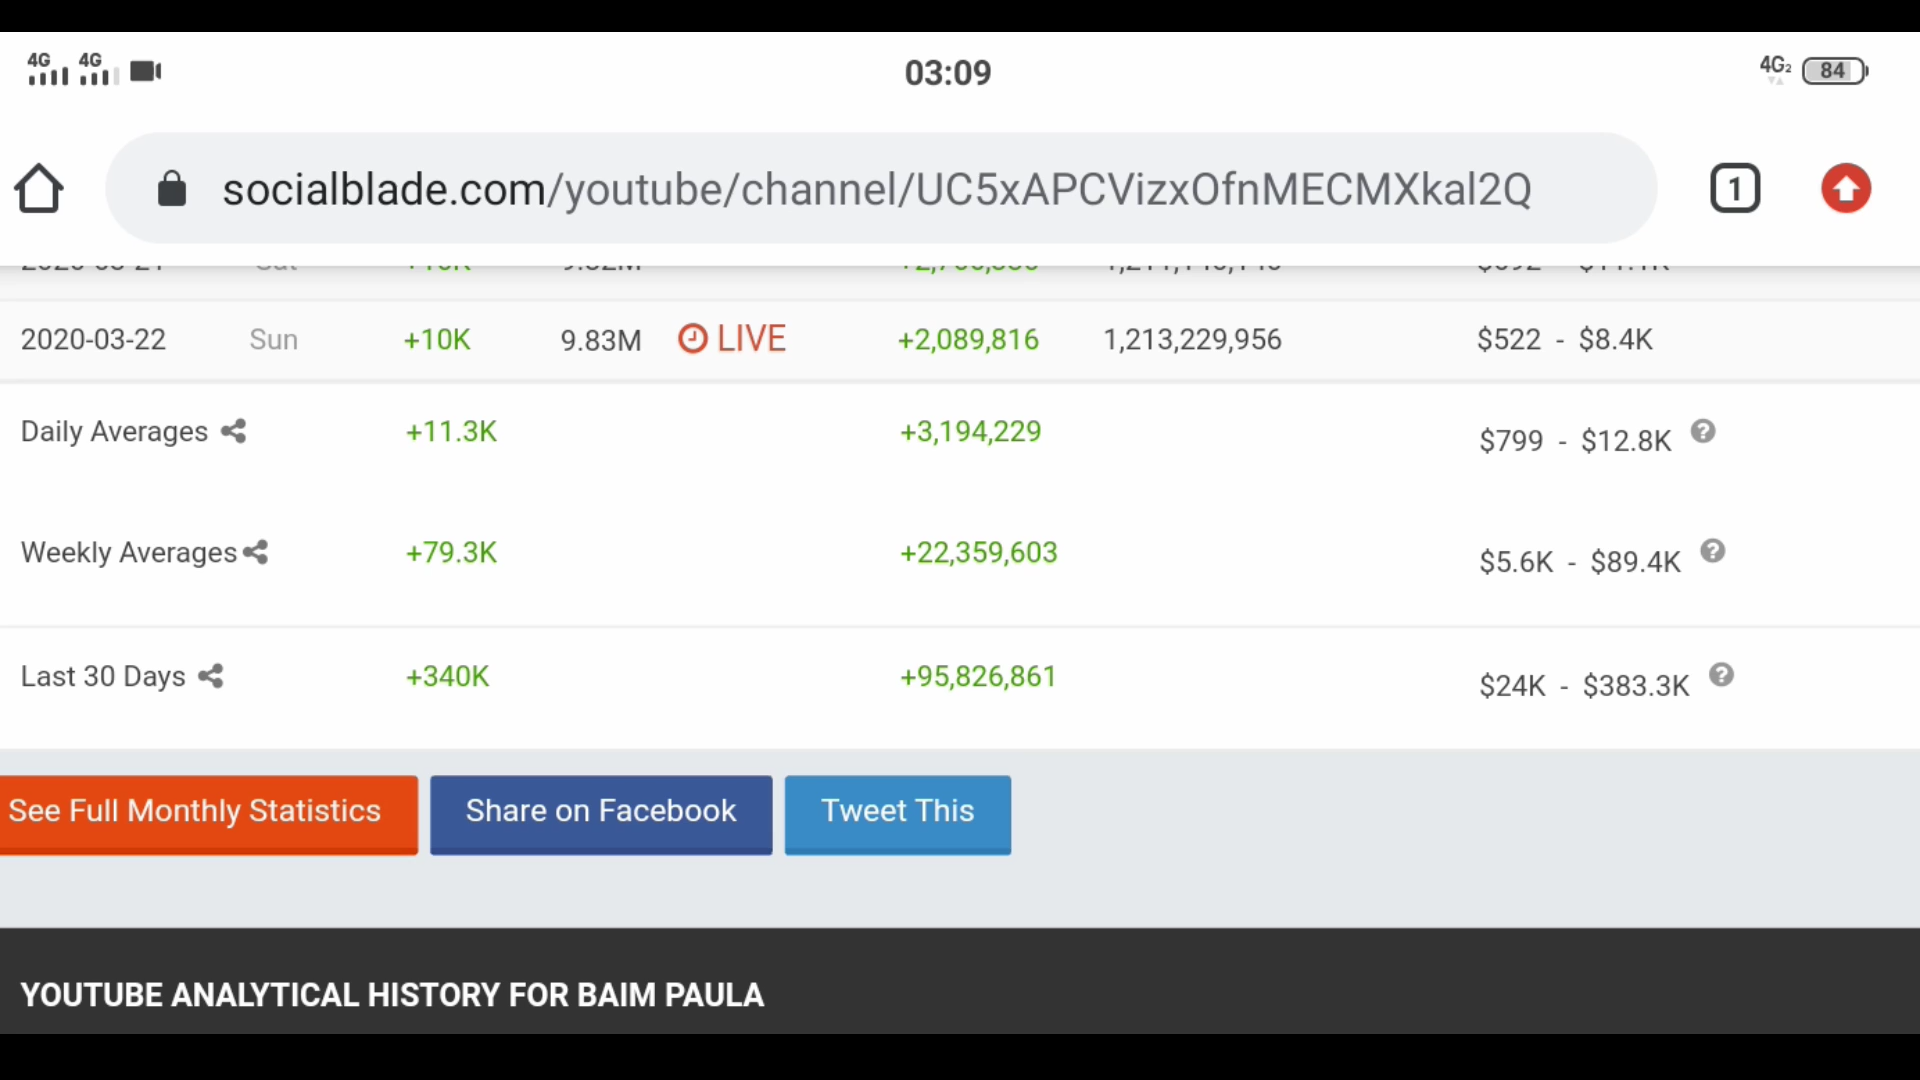 4G 4G 03:09 4G2 84
socialblade.com/youtube/channel/UC5xAPCVizxOfnMECMXkal2Q 1
2020-03-22 Sun +10K 9.83M LIVE +2,089,816 1,213,229,956 $522 - $8.4K
Daily Averages +11.3K +3,194,229 $799 - $12.8K ?
Weekly Averages +79.3K +22,359,603 $5.6K - $89.4K ?
Last 30 Days +340K +95,826,861 $24K - $383.3K ?
See Full Monthly Statistics Share on Facebook Tweet This
YOUTUBE ANALYTICAL HISTORY FOR BAIM PAULA